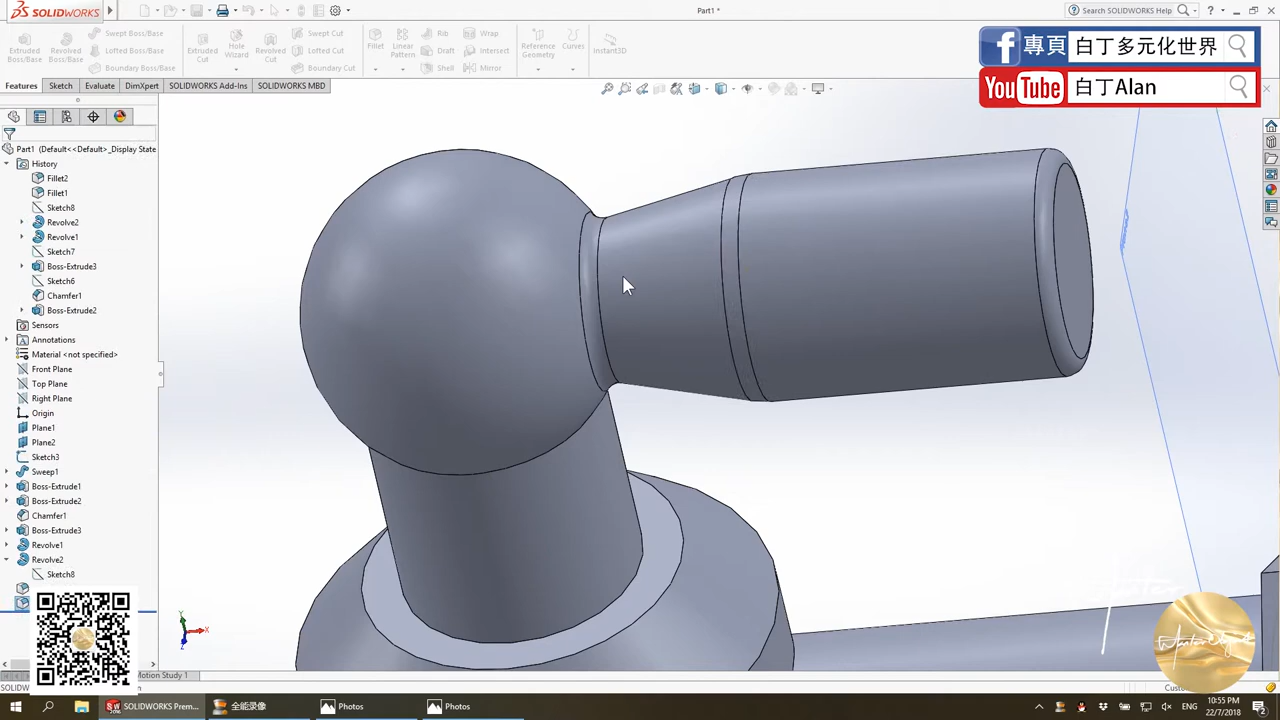 SOLIDWORKS
Part1 *
Search SOLIDWORKS Help
Extruded Boss/Base
Revolved Boss/Base
Swept Boss/Base
Lofted Boss/Base
Boundary Boss/Base
Extruded Cut
Hole Wizard
Revolved Cut
Swept Cut
Lofted Cut
Boundary Cut
Fillet
Linear Pattern
Rib
Draft
Shell
Wrap
Intersect
Mirror
Reference Geometry
Curves
Instant3D
Features
Sketch
Evaluate
DimXpert
SOLIDWORKS Add-Ins
SOLIDWORKS MBD
f 專頁 白丁多元化世界
YouTube 白丁Alan
Part1 (Default<<Default>_Display State
History
Fillet2
Fillet1
Sketch8
Revolve2
Revolve1
Sketch7
Boss-Extrude3
Sketch6
Chamfer1
Boss-Extrude2
Sensors
Annotations
Material <not specified>
Front Plane
Top Plane
Right Plane
Origin
Plane1
Plane2
Sketch3
Sweep1
Boss-Extrude1
Boss-Extrude2
Chamfer1
Boss-Extrude3
Revolve1
Revolve2
Sketch8
Y
X
Z
Motion Study 1
SOLIDW
SOLIDWORKS Prem...
全能录像
Photos
Photos
ENG
10:55 PM
22/7/2018